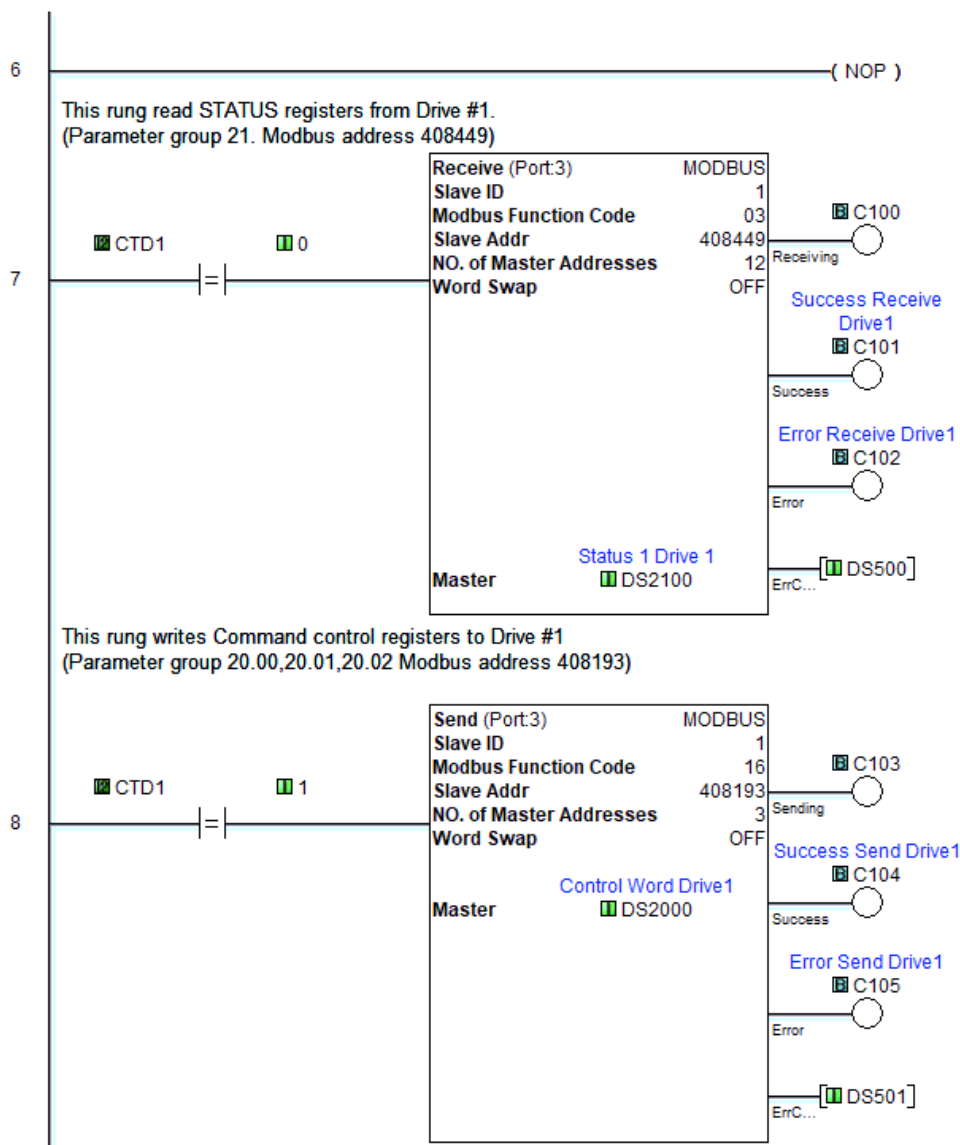 6
( NOP )
This rung read STATUS registers from Drive #1.
(Parameter group 21. Modbus address 408449)
7
CTD1
0
=
Receive (Port:3) MODBUS
Slave ID 1
Modbus Function Code 03
Slave Addr 408449
NO. of Master Addresses 12
Word Swap OFF
Status 1 Drive 1
Master DS2100
C100
Receiving
Success Receive
Drive1
C101
Success
Error Receive Drive1
C102
Error
DS500
ErrC...
This rung writes Command control registers to Drive #1
(Parameter group 20.00,20.01,20.02 Modbus address 408193)
8
CTD1
1
=
Send (Port:3) MODBUS
Slave ID 1
Modbus Function Code 16
Slave Addr 408193
NO. of Master Addresses 3
Word Swap OFF
Control Word Drive1
Master DS2000
C103
Sending
Success Send Drive1
C104
Success
Error Send Drive1
C105
Error
DS501
ErrC...